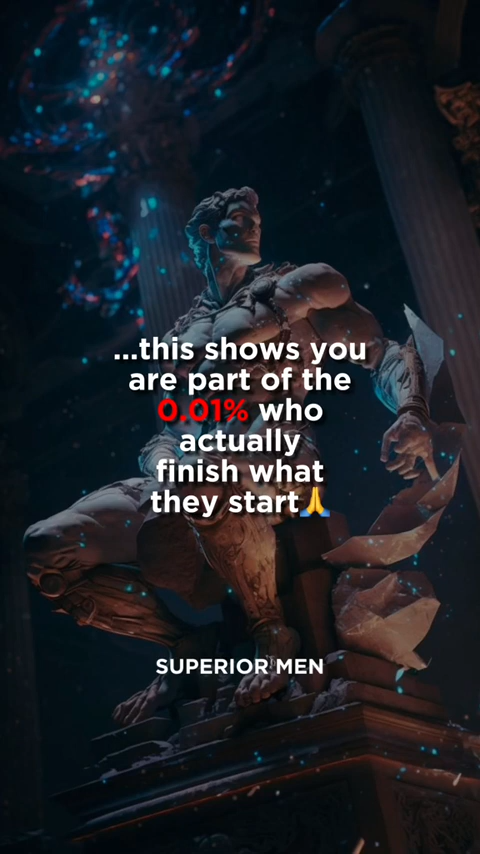 ...this shows you
are part of the
0.01% who
actually
finish what
they start🙏
SUPERIOR MEN